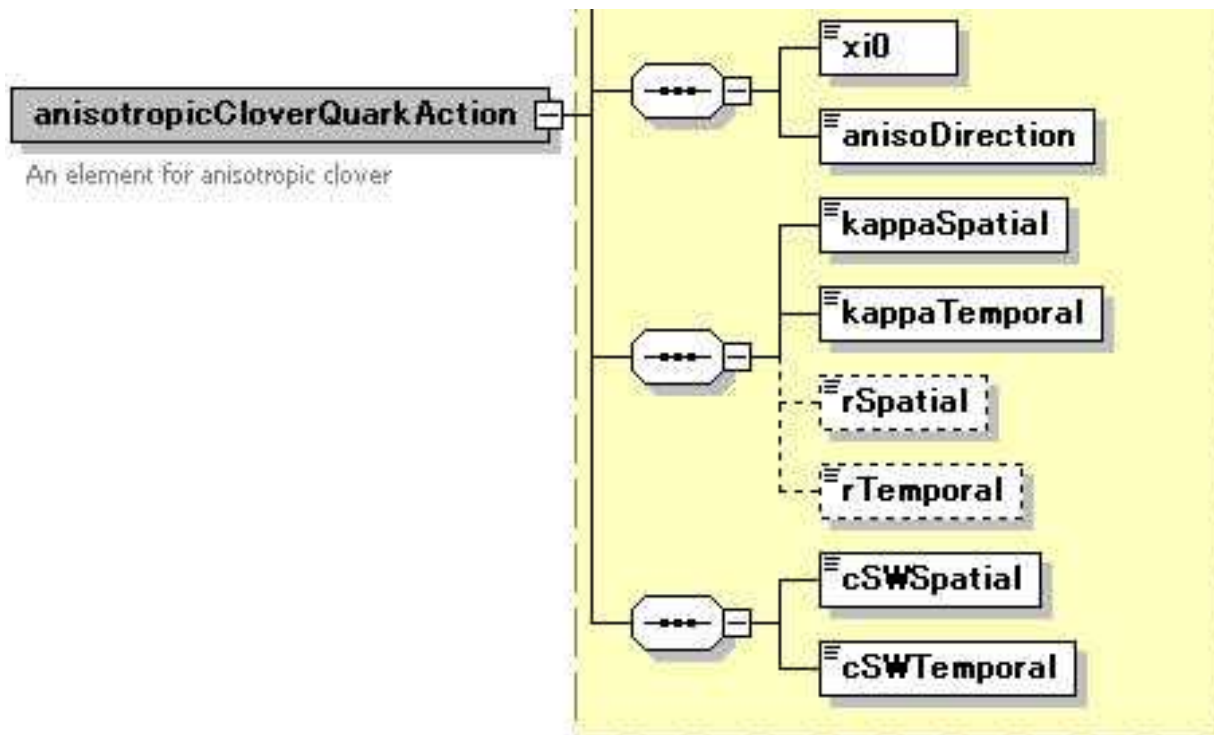 xi0
anisotropicCloverQuarkAction
anisoDirection
An element for anisotropic clover
kappaSpatial
kappaTemporal
rSpatial
rTemporal
cSWSpatial
cSWTemporal